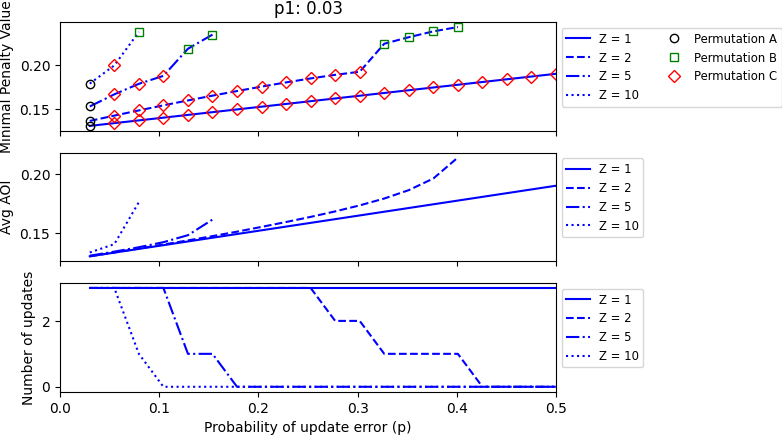 p1: 0.03
Minimal Penalty Value
0.20
0.15
Z = 1
Z = 2
Z = 5
Z = 10
Permutation A
Permutation B
Permutation C
Avg AOI
0.20
0.15
Z = 1
Z = 2
Z = 5
Z = 10
Number of updates
2
0
Z = 1
Z = 2
Z = 5
Z = 10
0.0 0.1 0.2 0.3 0.4 0.5
Probability of update error (p)